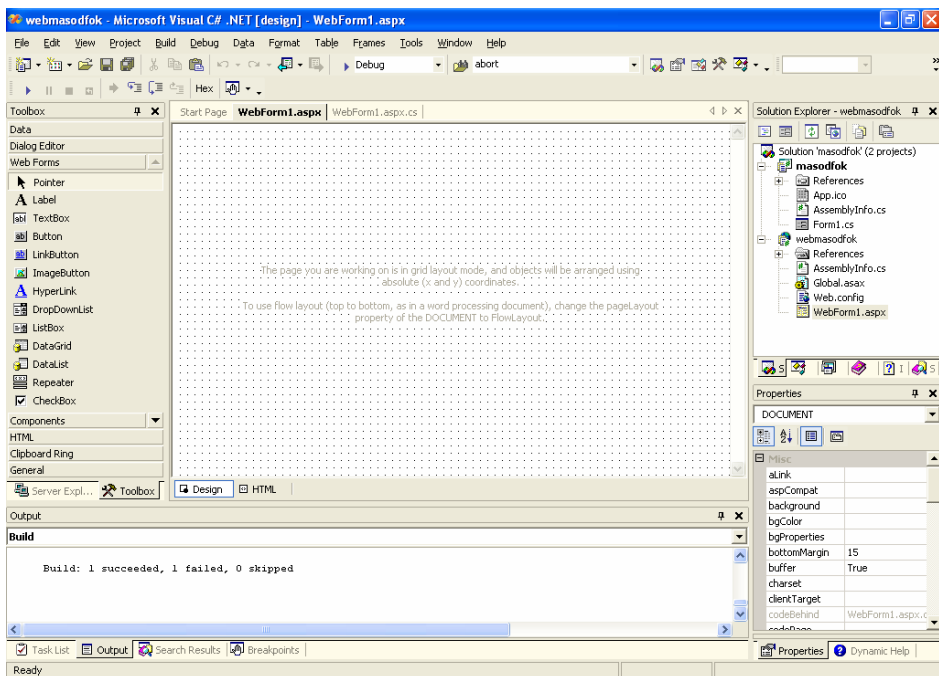 webmasodfok - Microsoft Visual C# .NET [design] - WebForm1.aspx
File Edit View Project Build Debug Data Format Table Frames Tools Window Help
Debug abort
Hex
Toolbox
Data
Dialog Editor
Web Forms
Pointer
Label
TextBox
Button
LinkButton
ImageButton
HyperLink
DropDownList
ListBox
DataGrid
DataList
Repeater
CheckBox
Components
HTML
Clipboard Ring
General
Server Expl... Toolbox
Start Page WebForm1.aspx WebForm1.aspx.cs
The page you are working on is in grid layout mode, and objects will be arranged using
absolute (x and y) coordinates.
To use flow layout (top to bottom, as in a word processing document), change the pageLayout
property of the DOCUMENT to FlowLayout.
Design HTML
Solution Explorer - webmasodfok
Solution 'masodfok' (2 projects)
masodfok
References
App.ico
AssemblyInfo.cs
Form1.cs
webmasodfok
References
AssemblyInfo.cs
Global.asax
Web.config
WebForm1.aspx
S I S
Properties
DOCUMENT
Misc
aLink
aspCompat
background
bgColor
bgProperties
bottomMargin 15
buffer True
charset
clientTarget
codeBehind WebForm1.aspx.c
codePage
Properties Dynamic Help
Output
Build
Build: 1 succeeded, 1 failed, 0 skipped
Task List Output Search Results Breakpoints
Ready